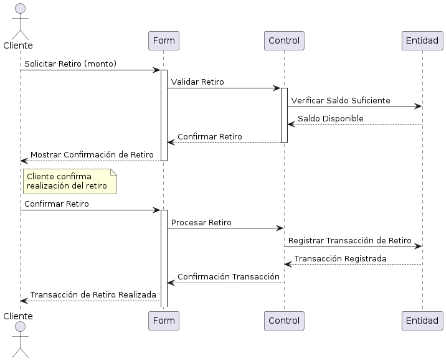 Cliente
Form
Control
Entidad
Solicitar Retiro (monto)
Validar Retiro
Verificar Saldo Suficiente
Saldo Disponible
Confirmar Retiro
Mostrar Confirmación de Retiro
Cliente confirma
realización del retiro
Confirmar Retiro
Procesar Retiro
Registrar Transacción de Retiro
Transacción Registrada
Confirmación Transacción
Transacción de Retiro Realizada
Cliente
Form
Control
Entidad